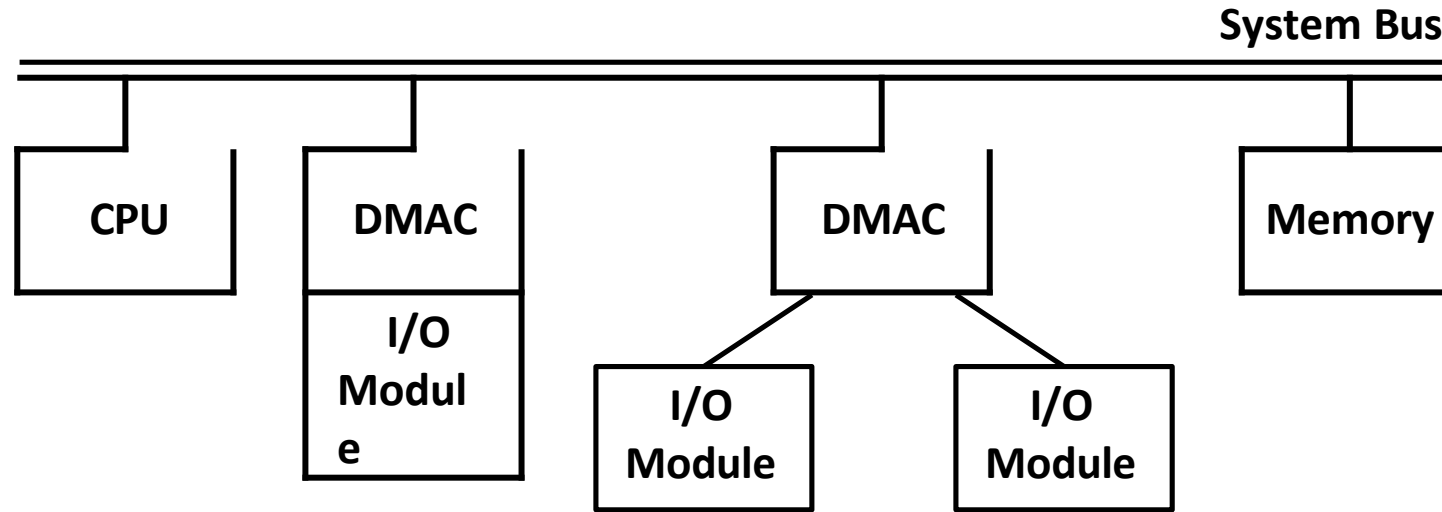 System Bus
CPU
DMAC
DMAC
Memory
I/O
Modul
e
I/O
Module
I/O
Module